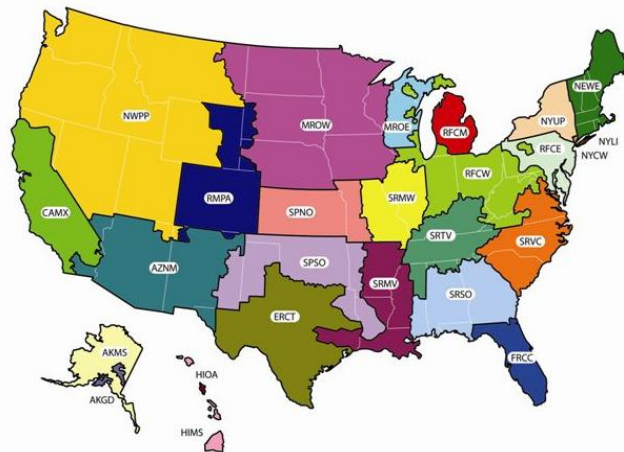 NEWE
NWPP
NYUP
MROW
MROE
RFCM
NYLI
RFCE
NYCW
RFCW
RMPA
SRMW
CAMX
SPNO
SRTV
SRVC
AZNM
SPSO
SRMV
SRSO
ERCT
FRCC
AKMS
HIOA
AKGD
HIMS